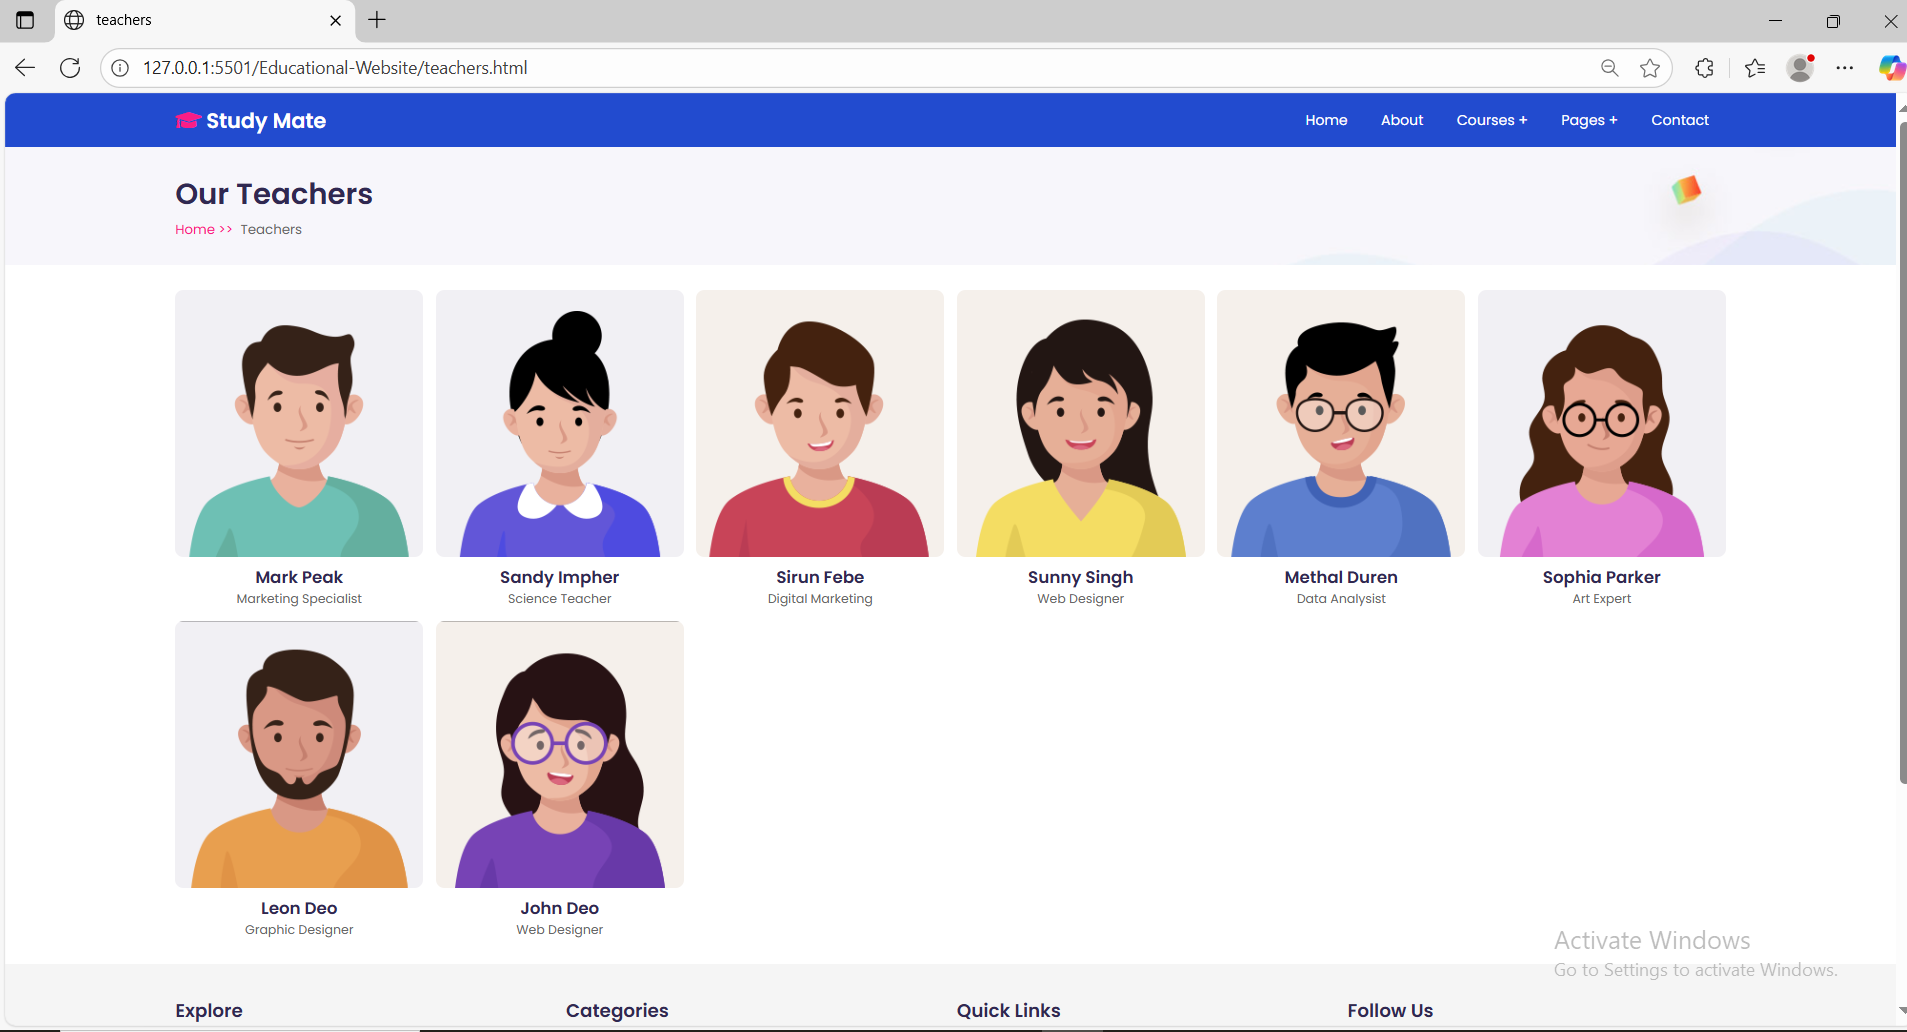 teachers
127.0.0.1:5501/Educational-Website/teachers.html
Study Mate
Home About Courses + Pages + Contact
Our Teachers
Home >> Teachers
Mark Peak
Marketing Specialist
Sandy Impher
Science Teacher
Sirun Febe
Digital Marketing
Sunny Singh
Web Designer
Methal Duren
Data Analysist
Sophia Parker
Art Expert
Leon Deo
Graphic Designer
John Deo
Web Designer
Activate Windows
Go to Settings to activate Windows.
Explore Categories Quick Links Follow Us